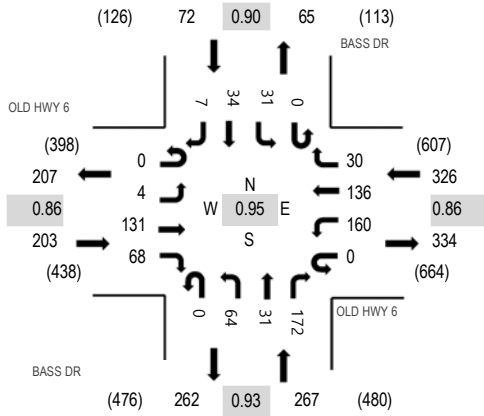 (126) 72 0.90 65 (113)
BASS DR
OLD HWY 6
7 34 31 0
(398) (607)
207 0 30 326
4 N 136
0.86 W 0.95 E 0.86
131 S 160
203 68 0 334
(438) (664)
0 64 31 172
OLD HWY 6
BASS DR
(476) 262 0.93 267 (480)